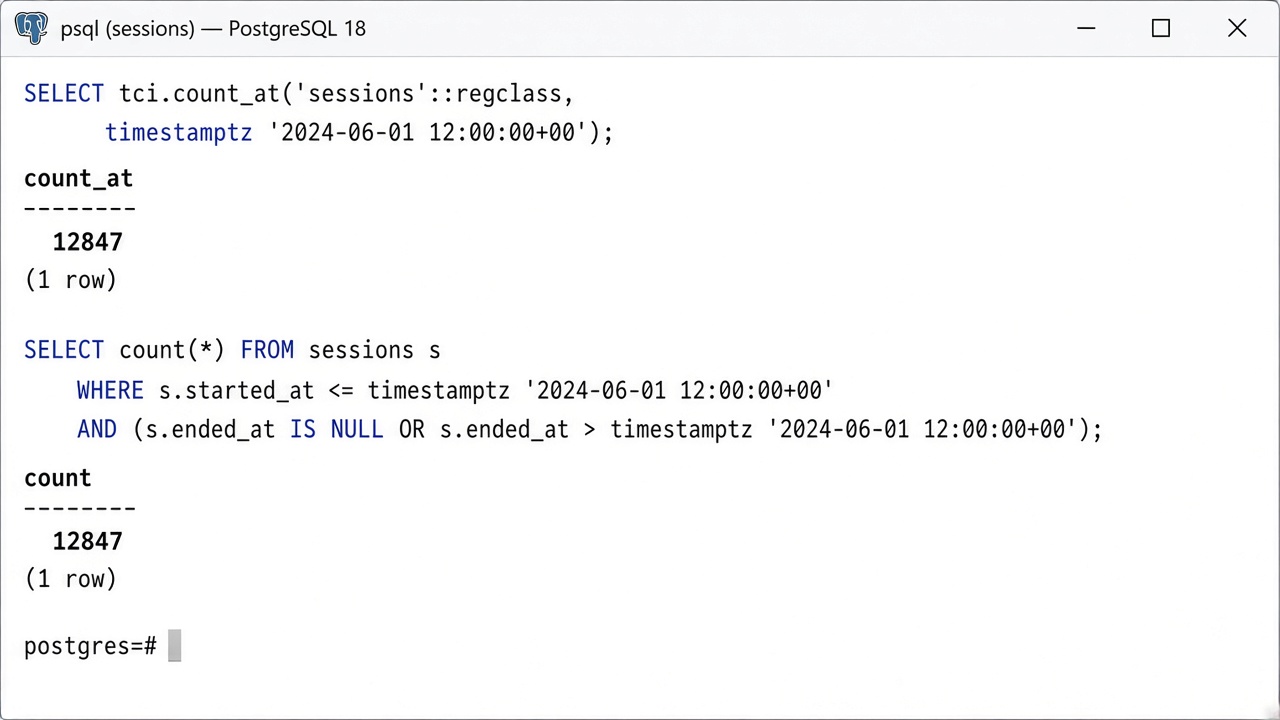 psql (sessions) — PostgreSQL 18
SELECT tci.count_at('sessions'::regclass,
timestamptz '2024-06-01 12:00:00+00');
count_at
--------
12847
(1 row)
SELECT count(*) FROM sessions s
WHERE s.started_at <= timestamptz '2024-06-01 12:00:00+00'
AND (s.ended_at IS NULL OR s.ended_at > timestamptz '2024-06-01 12:00:00+00');
count
--------
12847
(1 row)
postgres=#